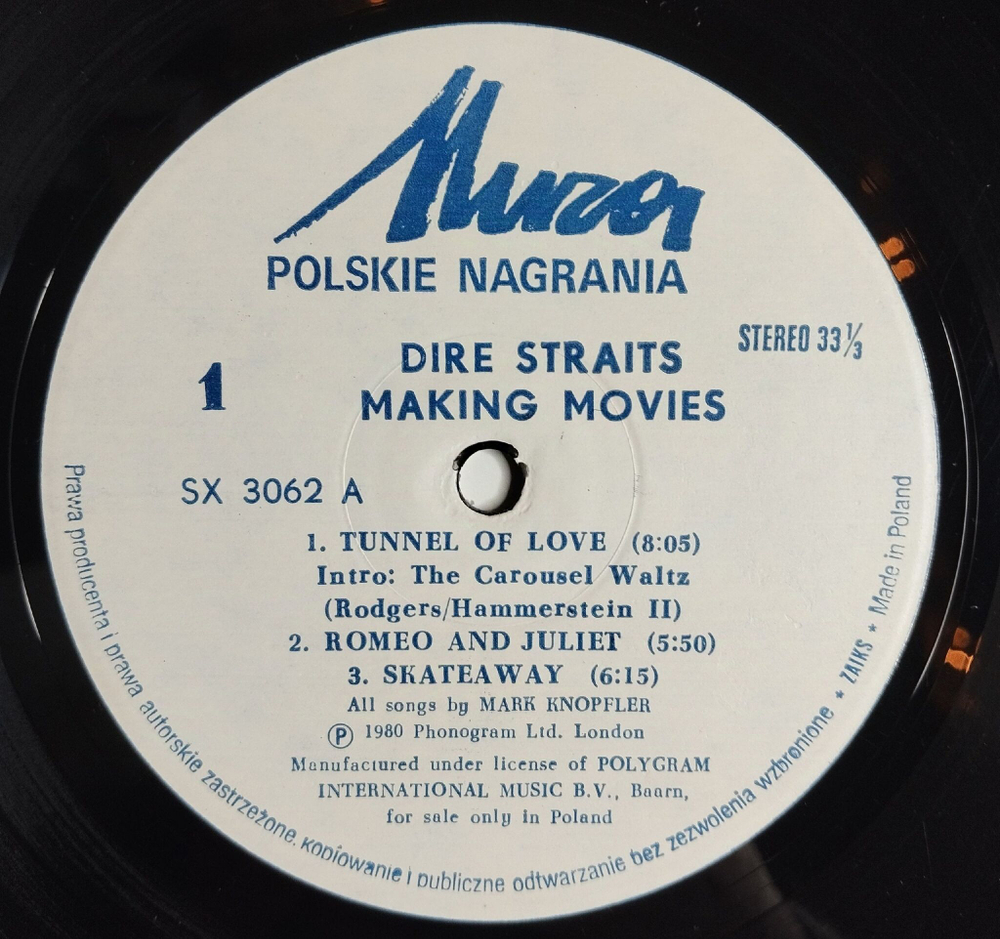 Muza
POLSKIE NAGRANIA
STEREO 33⅓
DIRE STRAITS
MAKING MOVIES
1
SX 3062 A
1. TUNNEL OF LOVE (8:05)
Intro: The Carousel Waltz
(Rodgers/Hammerstein II)
2. ROMEO AND JULIET (5:50)
3. SKATEAWAY (6:15)
All songs by MARK KNOPFLER
Ⓟ 1980 Phonogram Ltd. London
Manufactured under license of POLYGRAM
INTERNATIONAL MUSIC B.V., Baarn,
for sale only in Poland
Prawa producenta i prawa autorskie zastrzeżone. Kopiowanie i publiczne odtwarzanie bez zezwolenia wzbronione * ZAIKS * Made in Poland